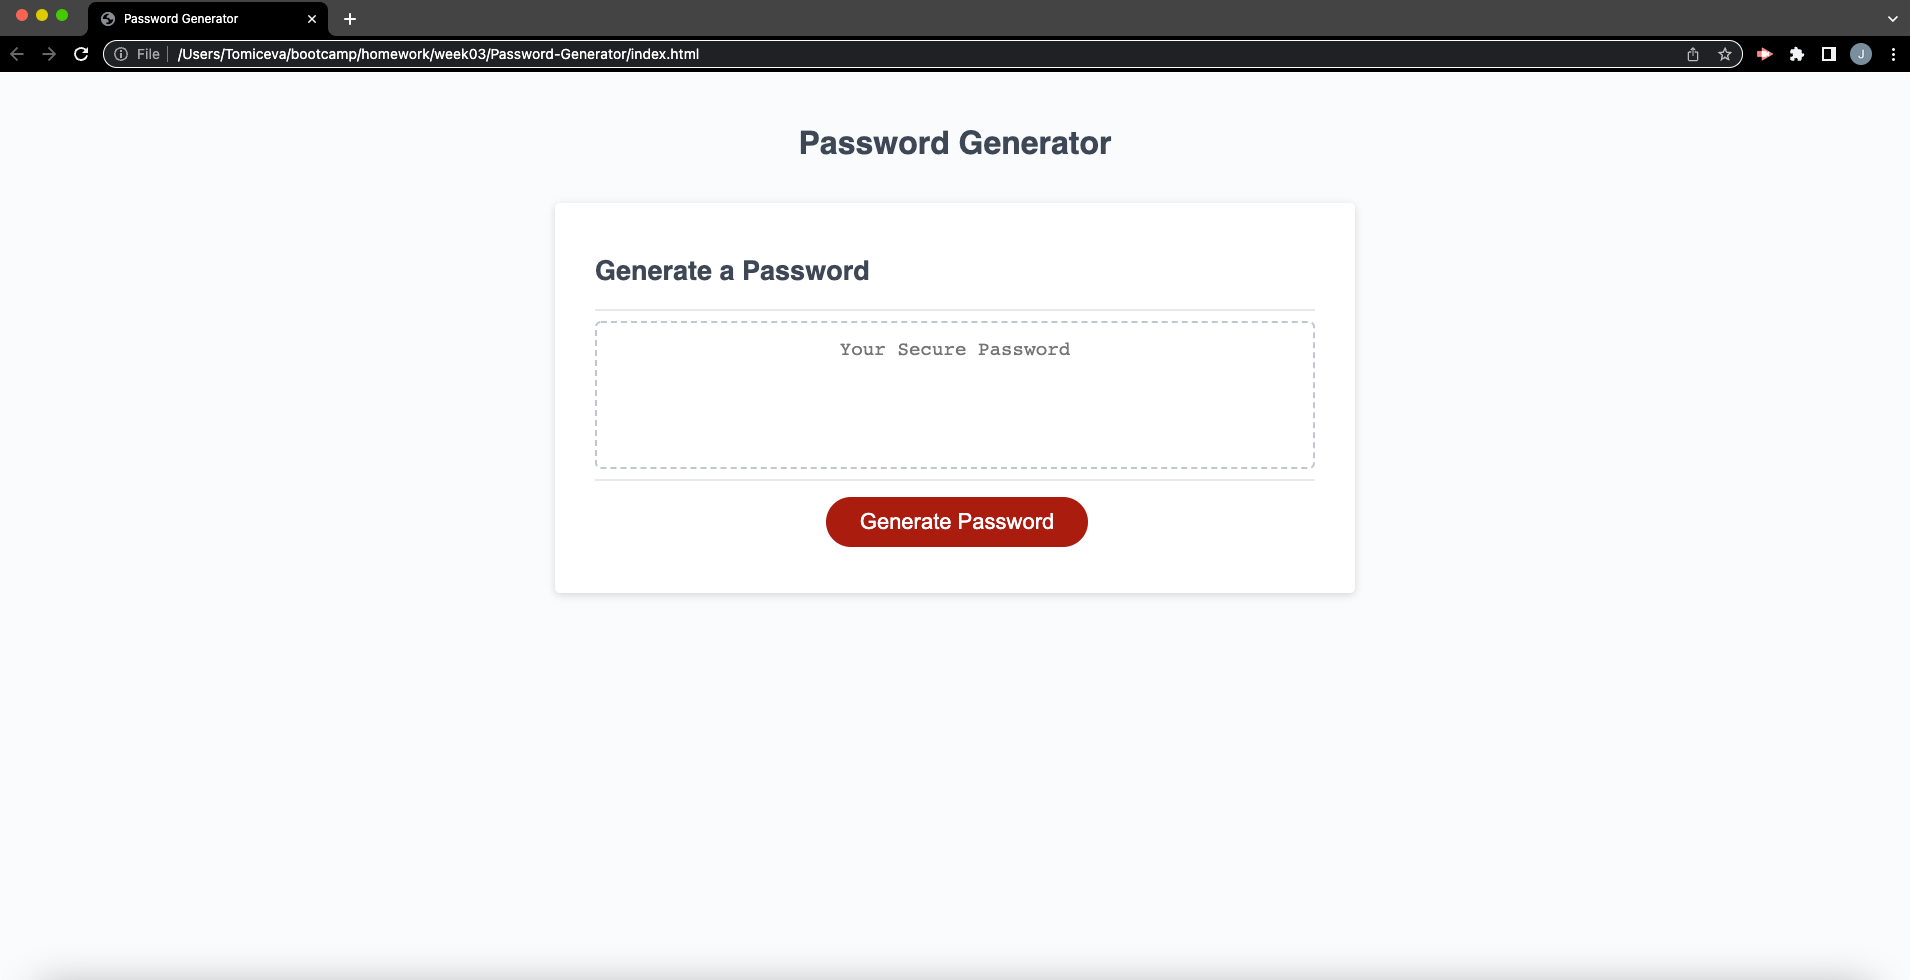 Password Generator
File /Users/Tomiceva/bootcamp/homework/week03/Password-Generator/index.html
J
Password Generator
Generate a Password
Your Secure Password
Generate Password